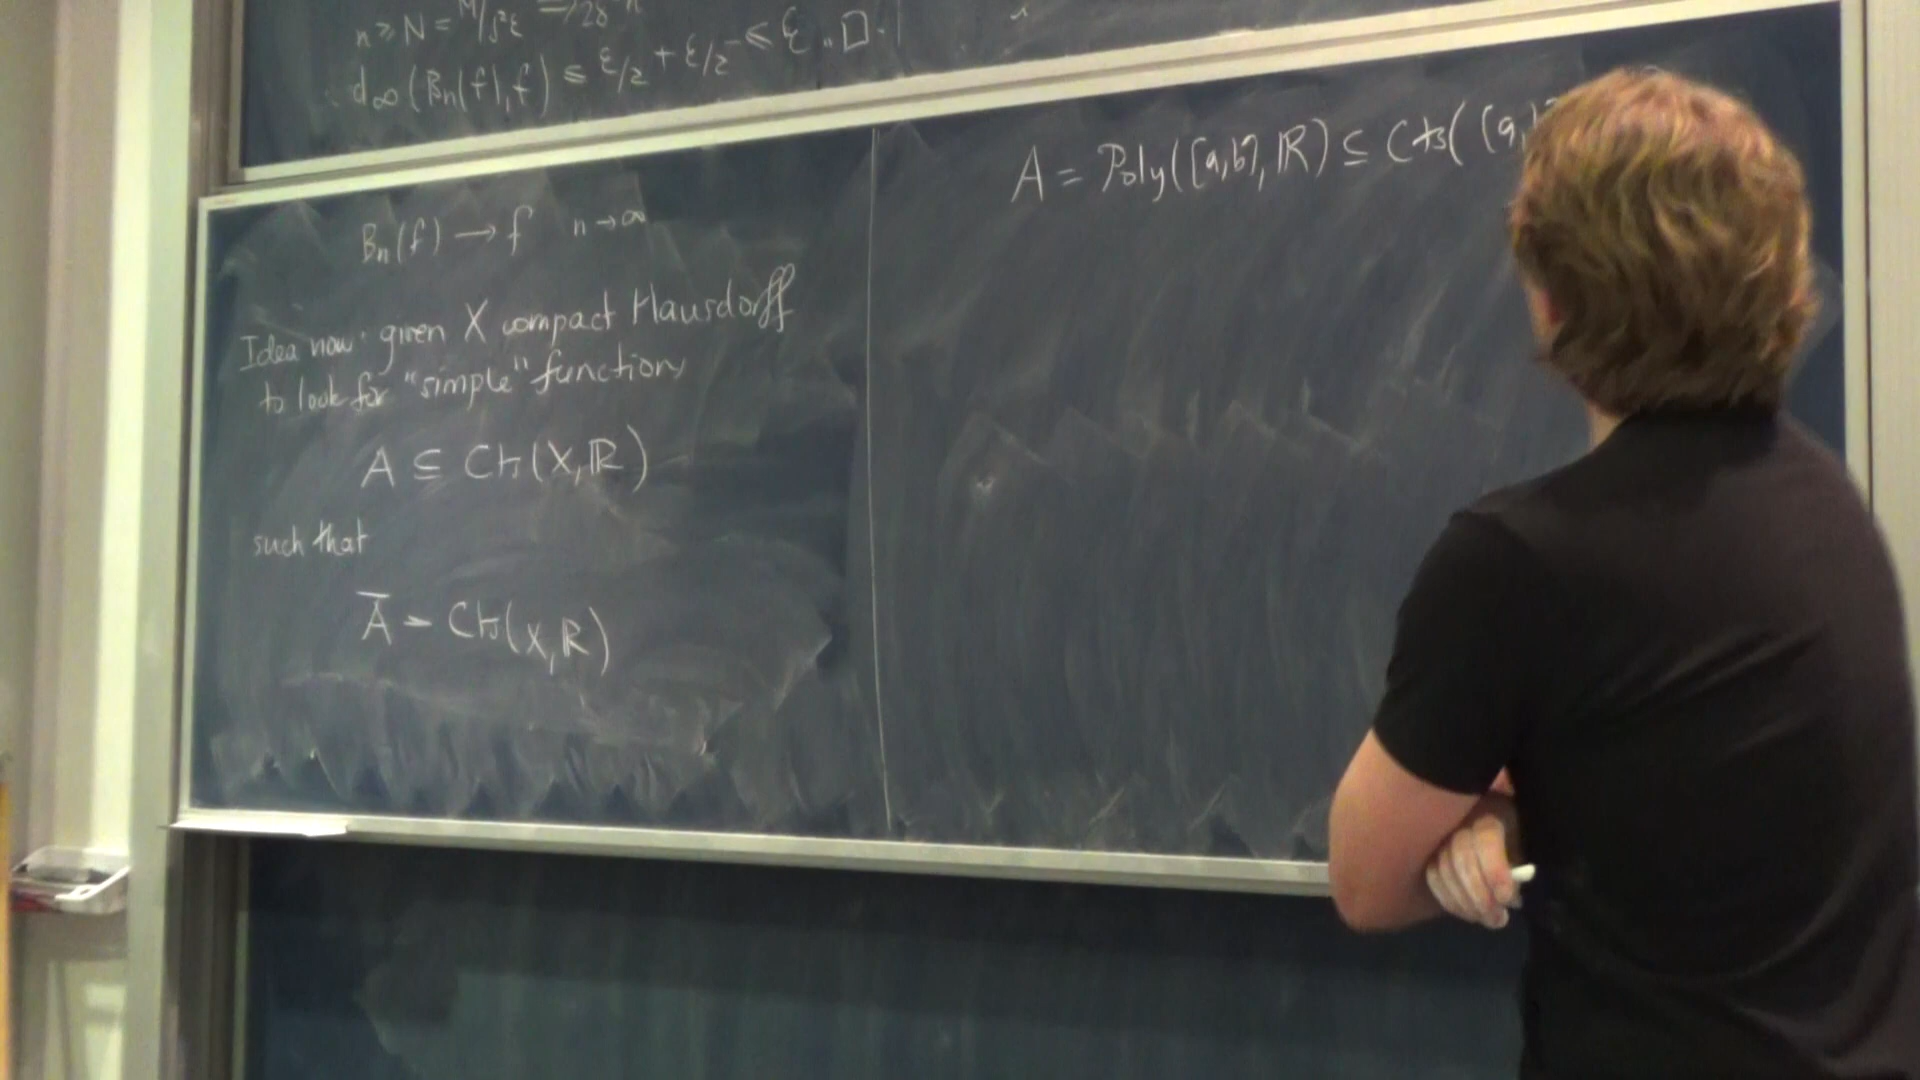 n ≥ N = M/δ²ε
d∞(Bn(f), f) ≤ ε/2 + ε/2 ≤ ε. □.
Bn(f) → f n → ∞
Idea now: given X compact Hausdorff
to look for "simple" functions
A ⊆ Cts(X, ℝ)
such that
A̅ = Cts(X, ℝ)
A = Poly([a,b], ℝ) ⊆ Cts([a,